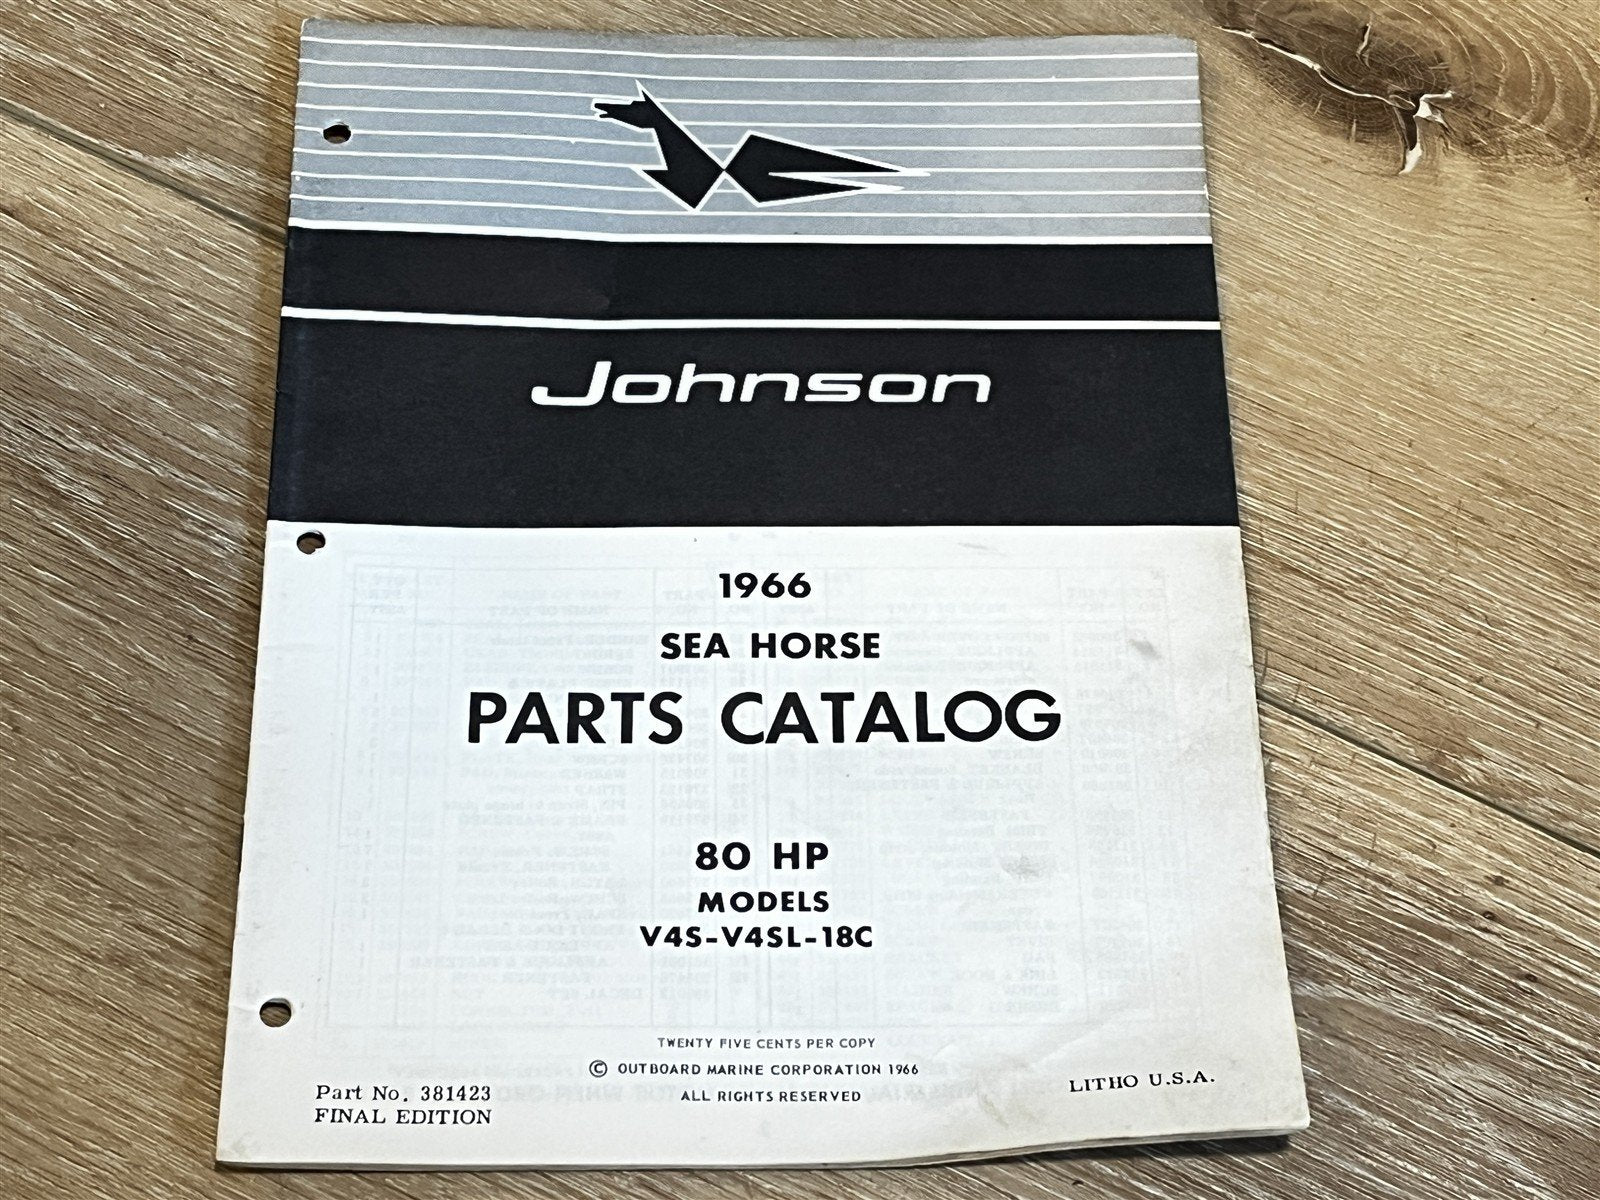 Johnson
1966
SEA HORSE
PARTS CATALOG
80 HP
MODELS
V4S-V4SL-18C
TWENTY FIVE CENTS PER COPY
© OUTBOARD MARINE CORPORATION 1966
ALL RIGHTS RESERVED
Part No. 381423
FINAL EDITION
LITHO U.S.A.